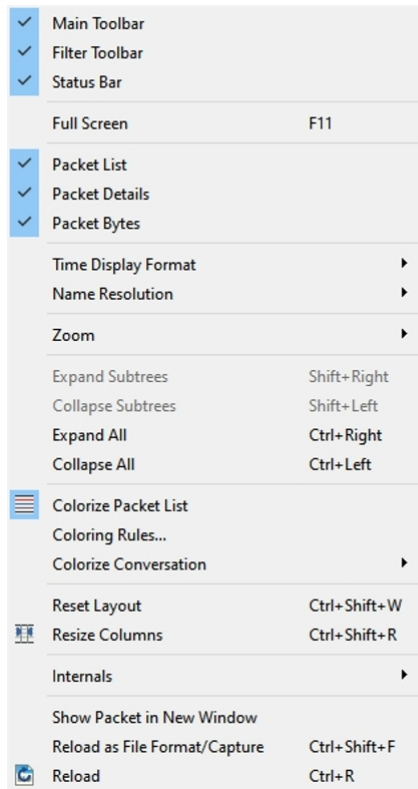 Main Toolbar
Filter Toolbar
Status Bar
Full Screen F11
Packet List
Packet Details
Packet Bytes
Time Display Format
Name Resolution
Zoom
Expand Subtrees Shift+Right
Collapse Subtrees Shift+Left
Expand All Ctrl+Right
Collapse All Ctrl+Left
Colorize Packet List
Coloring Rules...
Colorize Conversation
Reset Layout Ctrl+Shift+W
Resize Columns Ctrl+Shift+R
Internals
Show Packet in New Window
Reload as File Format/Capture Ctrl+Shift+F
Reload Ctrl+R